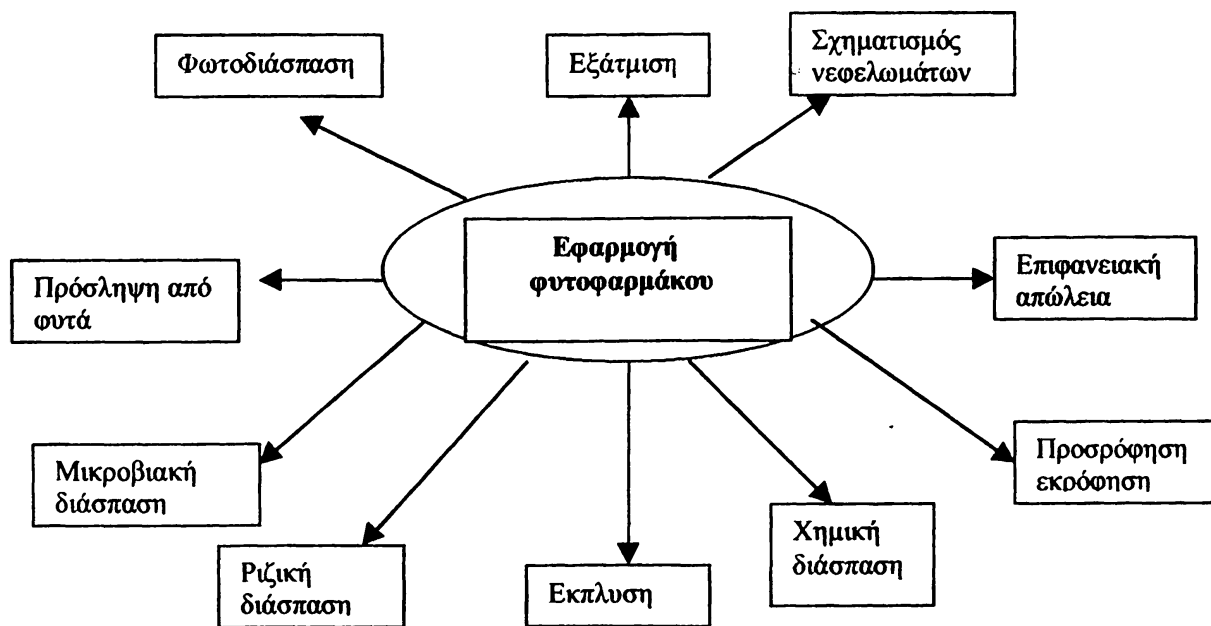 Φωτοδιάσπαση
Εξάτμιση
Σχηματισμός
νεφελωμάτων
Εφαρμογή
φυτοφαρμάκου
Πρόσληψη από
φυτά
Επιφανειακή
απώλεια
Μικροβιακή
διάσπαση
Προσρόφηση
εκρόφηση
Ριζική
διάσπαση
Εκπλυση
Χημική
διάσπαση